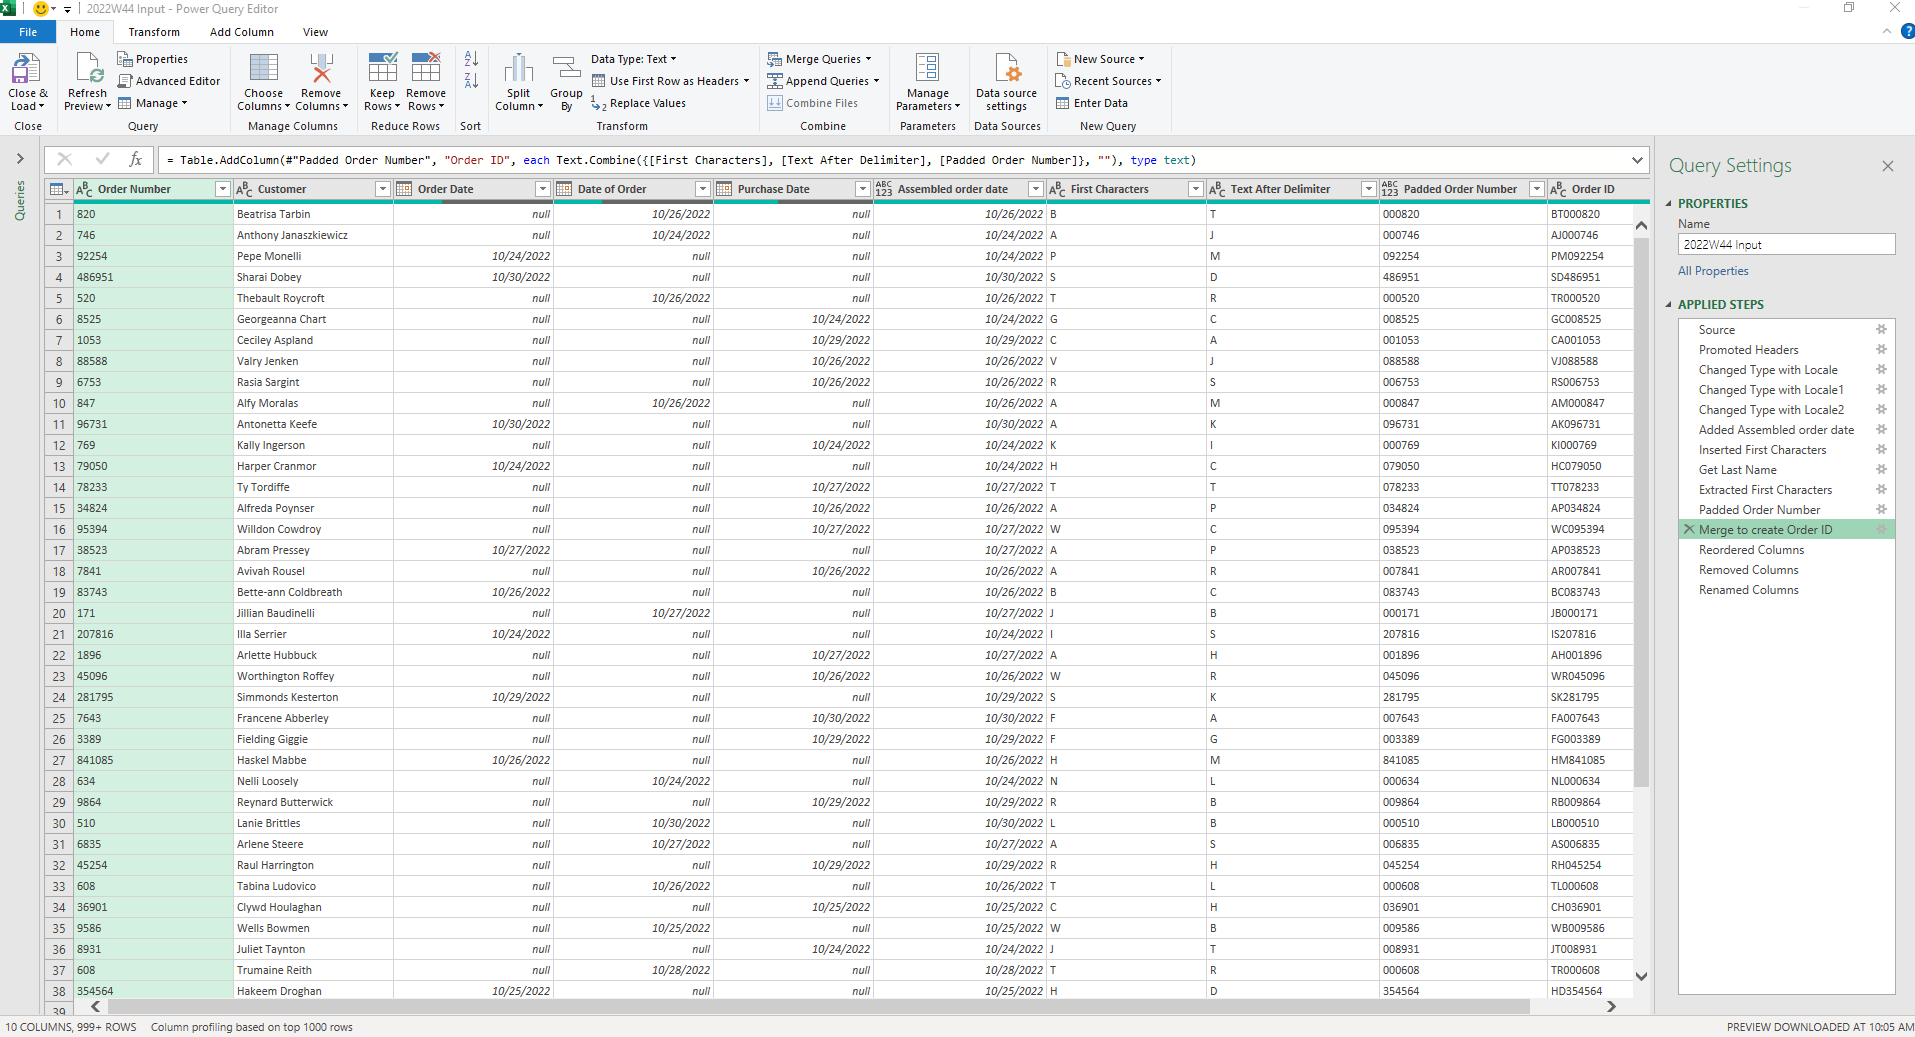 2022W44 Input - Power Query Editor
File Home Transform Add Column View
Close & Load
Close
Refresh Preview
Properties
Advanced Editor
Manage
Query
Choose Columns
Remove Columns
Manage Columns
Keep Rows
Remove Rows
Reduce Rows
Sort
Split Column
Group By
Data Type: Text
Use First Row as Headers
Replace Values
Transform
Merge Queries
Append Queries
Combine Files
Combine
Manage Parameters
Parameters
Data source settings
Data Sources
New Source
Recent Sources
Enter Data
New Query
Queries
fx = Table.AddColumn(#"Padded Order Number", "Order ID", each Text.Combine({[First Characters], [Text After Delimiter], [Padded Order Number]}, ""), type text)
Order Number Customer Order Date Date of Order Purchase Date Assembled order date First Characters Text After Delimiter Padded Order Number Order ID
1 820 Beatrisa Tarbin null 10/26/2022 null 10/26/2022 B T 000820 BT000820
2 746 Anthony Janaszkiewicz null 10/24/2022 null 10/24/2022 A J 000746 AJ000746
3 92254 Pepe Monelli 10/24/2022 null null 10/24/2022 P M 092254 PM092254
4 486951 Sharai Dobey 10/30/2022 null null 10/30/2022 S D 486951 SD486951
5 520 Thebault Roycroft null 10/26/2022 null 10/26/2022 T R 000520 TR000520
6 8525 Georgeanna Chart null null 10/24/2022 10/24/2022 G C 008525 GC008525
7 1053 Ceciley Aspland null null 10/29/2022 10/29/2022 C A 001053 CA001053
8 88588 Valry Jenken null null 10/26/2022 10/26/2022 V J 088588 VJ088588
9 6753 Rasia Sargint null null 10/26/2022 10/26/2022 R S 006753 RS006753
10 847 Alfy Moralas null 10/26/2022 null 10/26/2022 A M 000847 AM000847
11 96731 Antonetta Keefe 10/30/2022 null null 10/30/2022 A K 096731 AK096731
12 769 Kally Ingerson null null 10/24/2022 10/24/2022 K I 000769 KI000769
13 79050 Harper Cranmor 10/24/2022 null null 10/24/2022 H C 079050 HC079050
14 78233 Ty Tordiffe null null 10/27/2022 10/27/2022 T T 078233 TT078233
15 34824 Alfreda Poynser null null 10/26/2022 10/26/2022 A P 034824 AP034824
16 95394 Willdon Cowdroy null null 10/27/2022 10/27/2022 W C 095394 WC095394
17 38523 Abram Pressey 10/27/2022 null null 10/27/2022 A P 038523 AP038523
18 7841 Avivah Rousel null null 10/26/2022 10/26/2022 A R 007841 AR007841
19 83743 Bette-ann Coldbreath 10/26/2022 null null 10/26/2022 B C 083743 BC083743
20 171 Jillian Baudinelli null 10/27/2022 null 10/27/2022 J B 000171 JB000171
21 207816 Illa Serrier 10/24/2022 null null 10/24/2022 I S 207816 IS207816
22 1896 Arlette Hubbuck null null 10/27/2022 10/27/2022 A H 001896 AH001896
23 45096 Worthington Roffey null null 10/26/2022 10/26/2022 W R 045096 WR045096
24 281795 Simmonds Kesterton 10/29/2022 null null 10/29/2022 S K 281795 SK281795
25 7643 Francene Abberley null null 10/30/2022 10/30/2022 F A 007643 FA007643
26 3389 Fielding Giggie null null 10/29/2022 10/29/2022 F G 003389 FG003389
27 841085 Haskel Mabbe 10/26/2022 null null 10/26/2022 H M 841085 HM841085
28 634 Nelli Loosely null 10/24/2022 null 10/24/2022 N L 000634 NL000634
29 9864 Reynard Butterwick null null 10/29/2022 10/29/2022 R B 009864 RB009864
30 510 Lanie Brittles null 10/30/2022 null 10/30/2022 L B 000510 LB000510
31 6835 Arlene Steere null 10/27/2022 null 10/27/2022 A S 006835 AS006835
32 45254 Raul Harrington null null 10/29/2022 10/29/2022 R H 045254 RH045254
33 608 Tabina Ludovico null 10/26/2022 null 10/26/2022 T L 000608 TL000608
34 36901 Clywd Houlaghan null null 10/25/2022 10/25/2022 C H 036901 CH036901
35 9586 Wells Bowmen null 10/25/2022 null 10/25/2022 W B 009586 WB009586
36 8931 Juliet Taynton null null 10/24/2022 10/24/2022 J T 008931 JT008931
37 608 Trumaine Reith null 10/28/2022 null 10/28/2022 T R 000608 TR000608
38 354564 Hakeem Droghan 10/25/2022 null null 10/25/2022 H D 354564 HD354564
39
Query Settings
PROPERTIES
Name
2022W44 Input
All Properties
APPLIED STEPS
Source
Promoted Headers
Changed Type with Locale
Changed Type with Locale1
Changed Type with Locale2
Added Assembled order date
Inserted First Characters
Get Last Name
Extracted First Characters
Padded Order Number
Merge to create Order ID
Reordered Columns
Removed Columns
Renamed Columns
10 COLUMNS, 999+ ROWS Column profiling based on top 1000 rows PREVIEW DOWNLOADED AT 10:05 AM